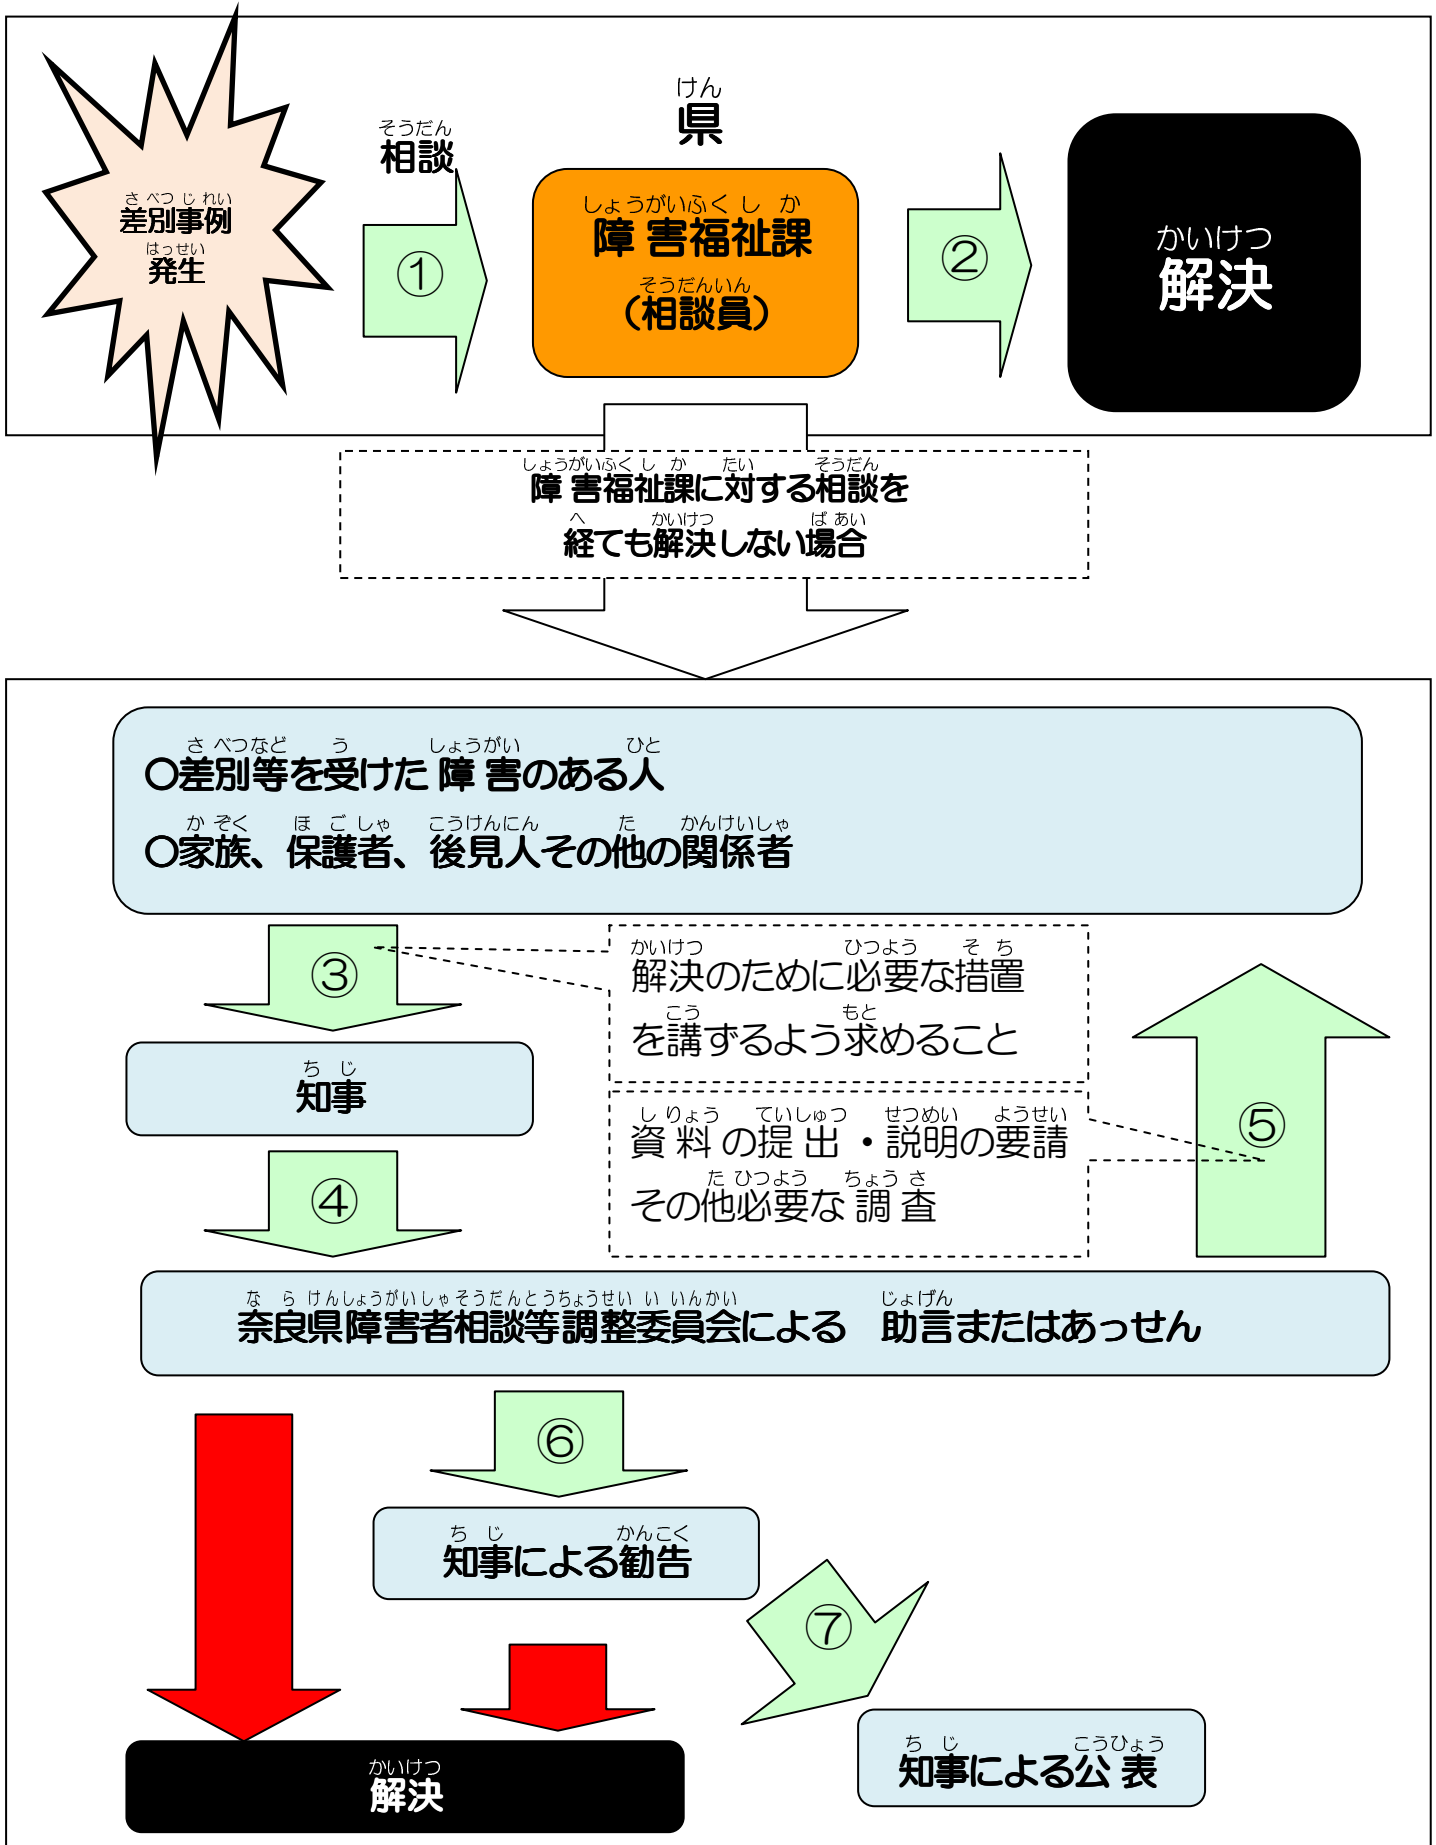 けん
県
そうだん
相談
さべつじれい
差別事例
はっせい
発生
①
しょうがいふくしか
障害福祉課
そうだんいん
（相談員）
②
かいけつ
解決
しょうがいふくしか たい そうだん
障害福祉課に対する相談を
へ かいけつ ばあい
経ても解決しない場合
さべつなど う しょうがい ひと
○差別等を受けた障害のある人
かぞく ほごしゃ こうけんにん た かんけいしゃ
○家族、保護者、後見人その他の関係者
③
かいけつ ひつよう そち
解決のために必要な措置
こう もと
を講ずるよう求めること
ちじ
知事
しりょう ていしゅつ せつめい ようせい
資料の提出・説明の要請
た ひつよう ちょうさ
その他必要な調査
⑤
④
ならけんしょうがいしゃそうだんとうちょうせいいいんかい じょげん
奈良県障害者相談等調整委員会による 助言またはあっせん
⑥
ちじ かんこく
知事による勧告
⑦
ちじ こうひょう
知事による公表
かいけつ
解決